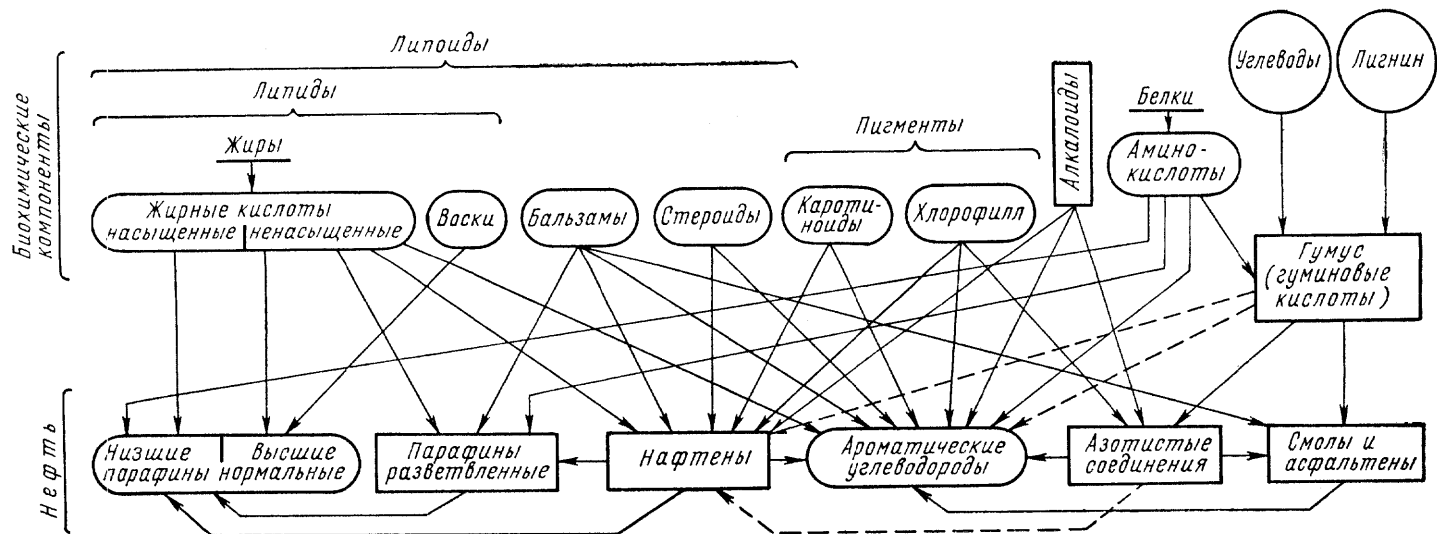 Биохимические
компоненты
Липоиды
Липиды
Жиры
Жирные кислоты
насыщенные ненасыщенные
Воски
Бальзамы
Стероиды
Пигменты
Кароти-
ноиды
Хлорофилл
Алкалоиды
Белки
Амино-
кислоты
Углеводы
Лигнин
Гумус
(гуминовые
кислоты)
Нефть
Низшие Высшие
парафины нормальные
Парафины
разветвленные
Нафтены
Ароматические
углеводороды
Азотистые
соединения
Смолы и
асфальтены